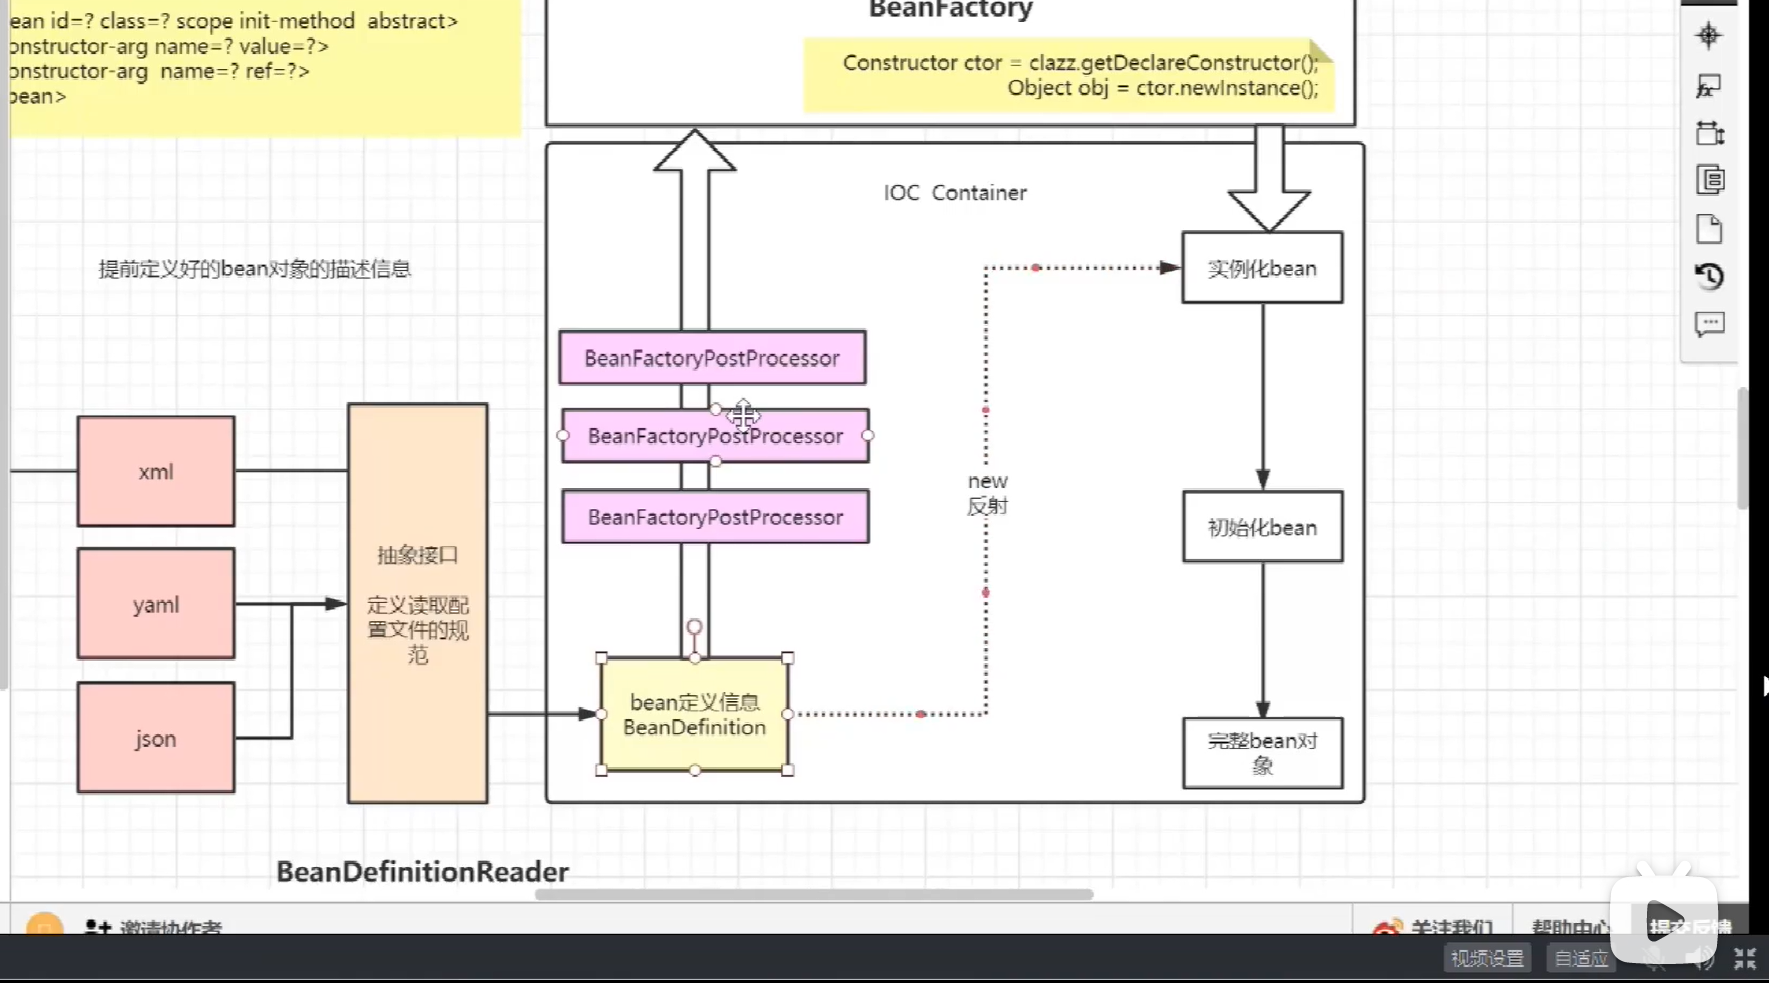 ean id=? class=? scope init-method abstract>
onstructor-arg name=? value=?>
onstructor-arg name=? ref=?>
bean>
BeanFactory
Constructor ctor = clazz.getDeclareConstructor();
Object obj = ctor.newInstance();
IOC Container
提前定义好的bean对象的描述信息
实例化bean
BeanFactoryPostProcessor
BeanFactoryPostProcessor
BeanFactoryPostProcessor
new
反射
初始化bean
xml
yaml
json
抽象接口
定义读取配
置文件的规
范
bean定义信息
BeanDefinition
完整bean对
象
BeanDefinitionReader
邀请协作者
关注我们
帮助中心
提交反馈
视频设置
自适应